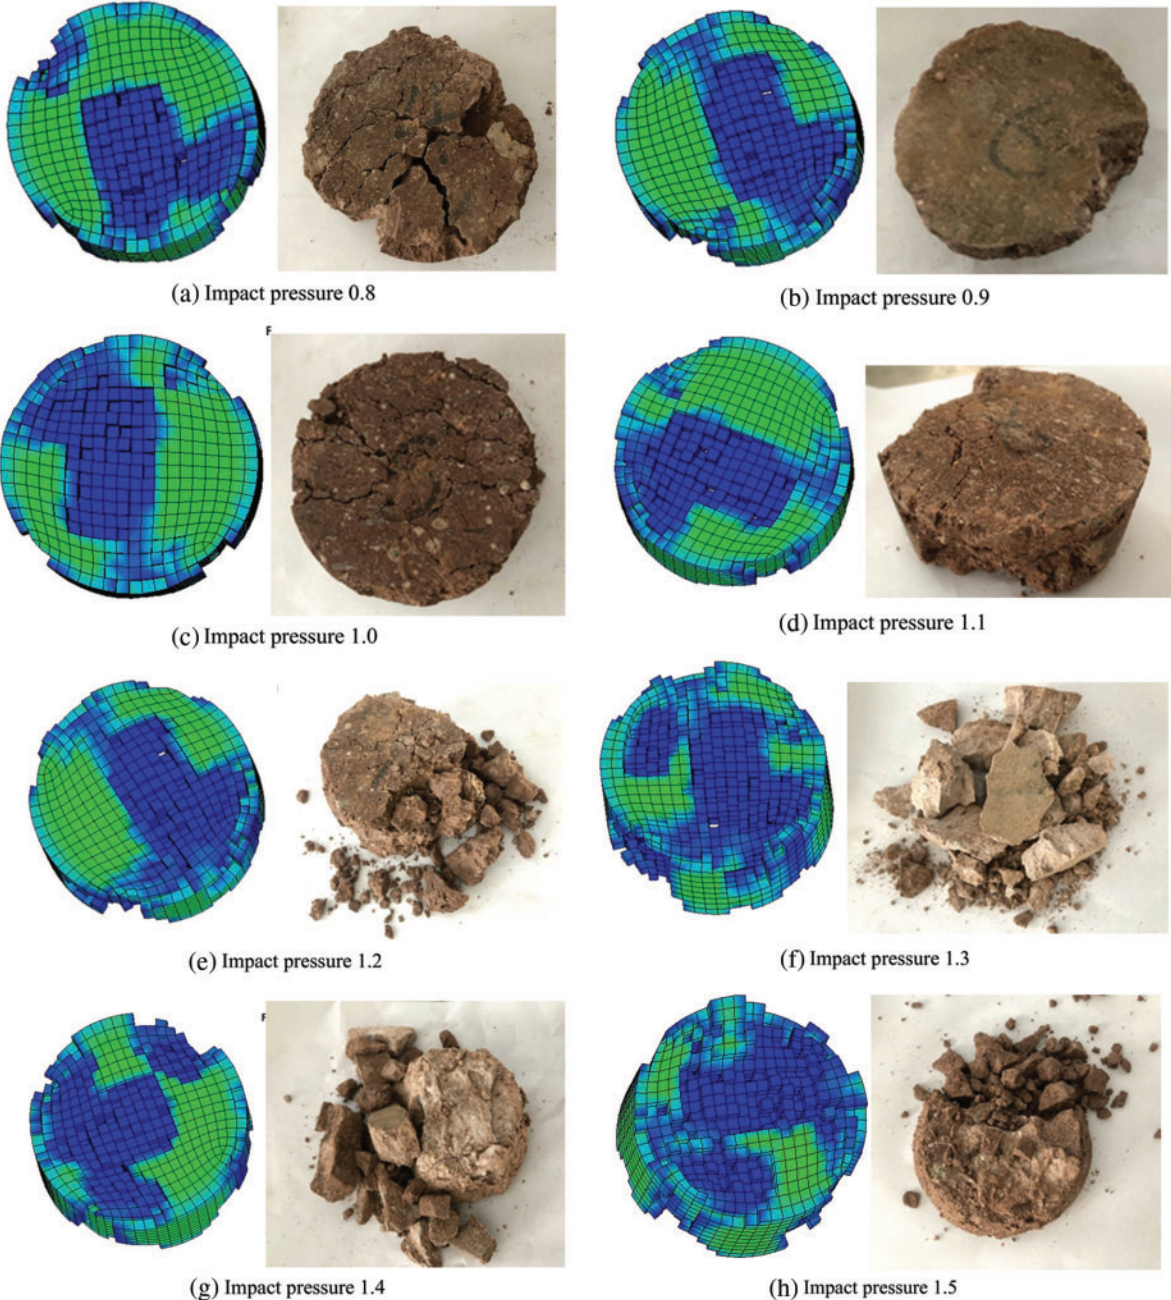 (a) Impact pressure 0.8
(b) Impact pressure 0.9
F
(c) Impact pressure 1.0
(d) Impact pressure 1.1
(e) Impact pressure 1.2
(f) Impact pressure 1.3
F
(g) Impact pressure 1.4
(h) Impact pressure 1.5